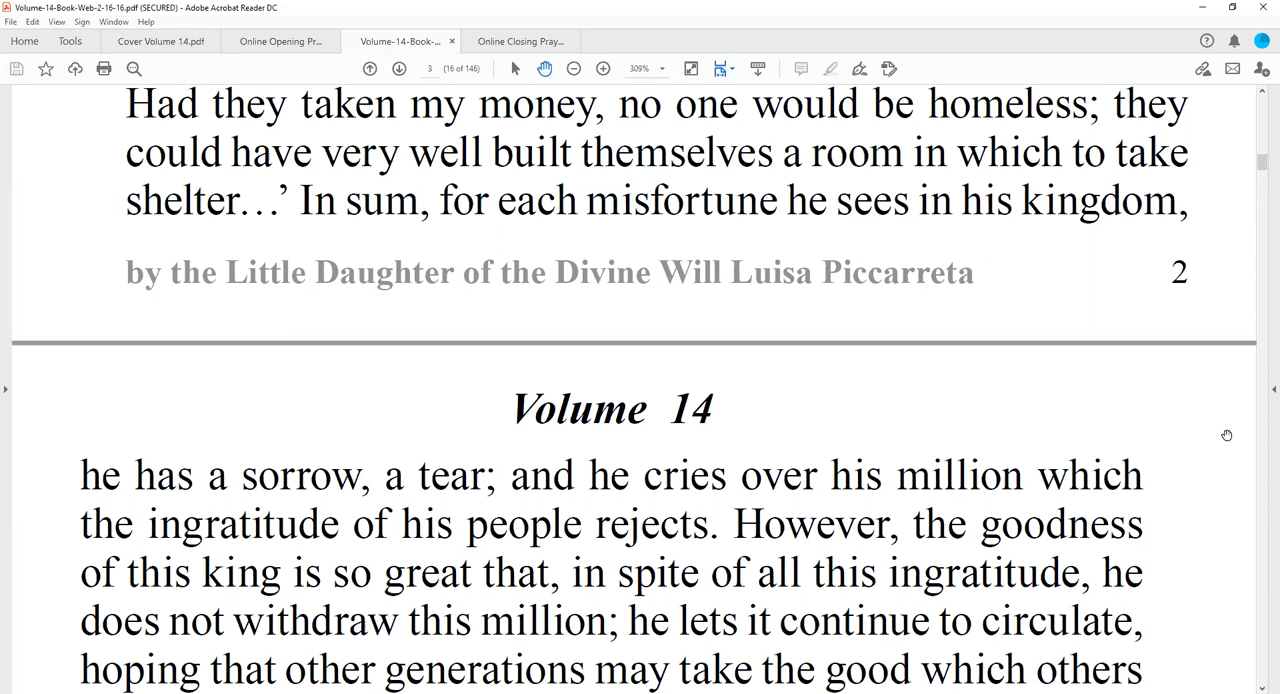 Volume-14-Book-Web-2-16-16.pdf (SECURED) - Adobe Acrobat Reader DC
File Edit View Sign Window Help
Home Tools Cover Volume 14.pdf Online Opening Pr... Volume-14-Book-... × Online Closing Pray...
3 (16 of 146) 309%
Had they taken my money, no one would be homeless; they
could have very well built themselves a room in which to take
shelter…’ In sum, for each misfortune he sees in his kingdom,
by the Little Daughter of the Divine Will Luisa Piccarreta 2
Volume 14
he has a sorrow, a tear; and he cries over his million which
the ingratitude of his people rejects. However, the goodness
of this king is so great that, in spite of all this ingratitude, he
does not withdraw this million; he lets it continue to circulate,
hoping that other generations may take the good which others